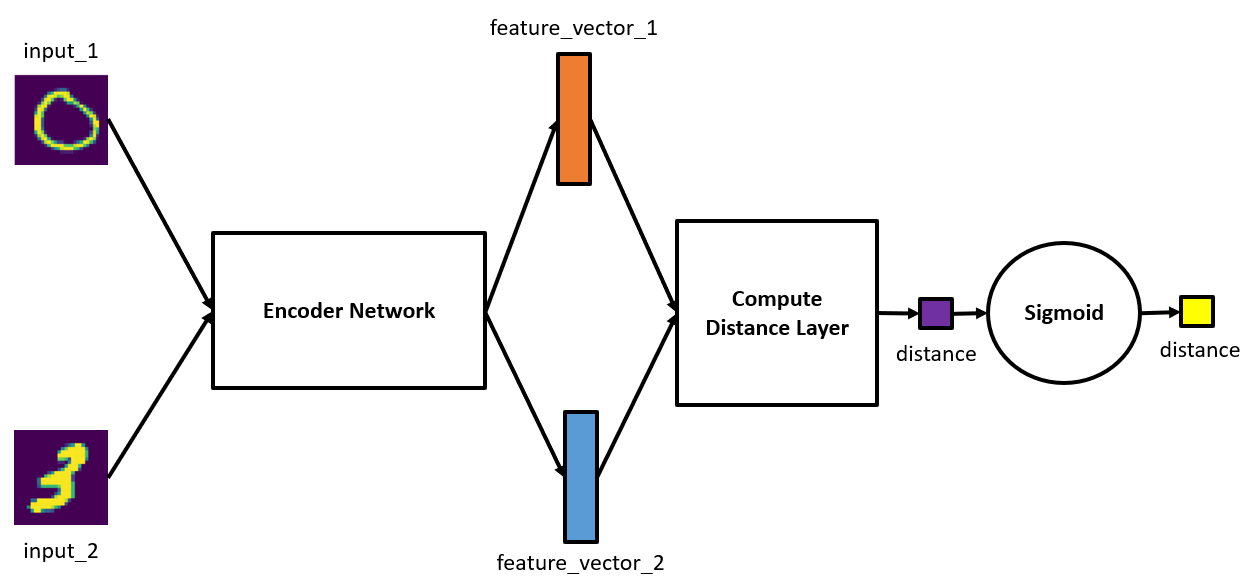 feature_vector_1
input_1
Encoder Network
Compute
Distance Layer
Sigmoid
distance
distance
input_2
feature_vector_2